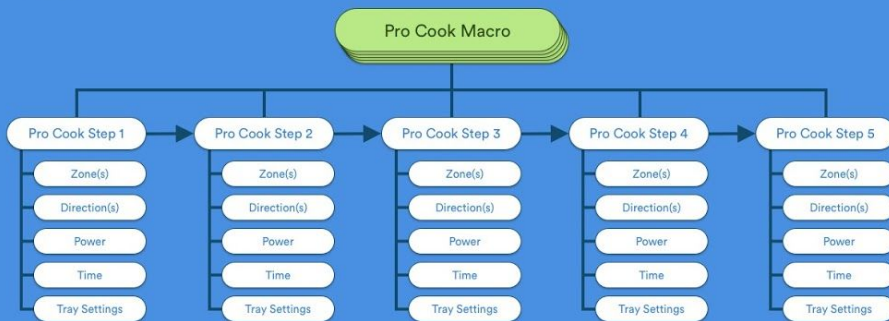 Pro Cook Macro
Pro Cook Step 1
Pro Cook Step 2
Pro Cook Step 3
Pro Cook Step 4
Pro Cook Step 5
Zone(s)
Zone(s)
Zone(s)
Zone(s)
Zone(s)
Direction(s)
Direction(s)
Direction(s)
Direction(s)
Direction(s)
Power
Power
Power
Power
Power
Time
Time
Time
Time
Time
Tray Settings
Tray Settings
Tray Settings
Tray Settings
Tray Settings